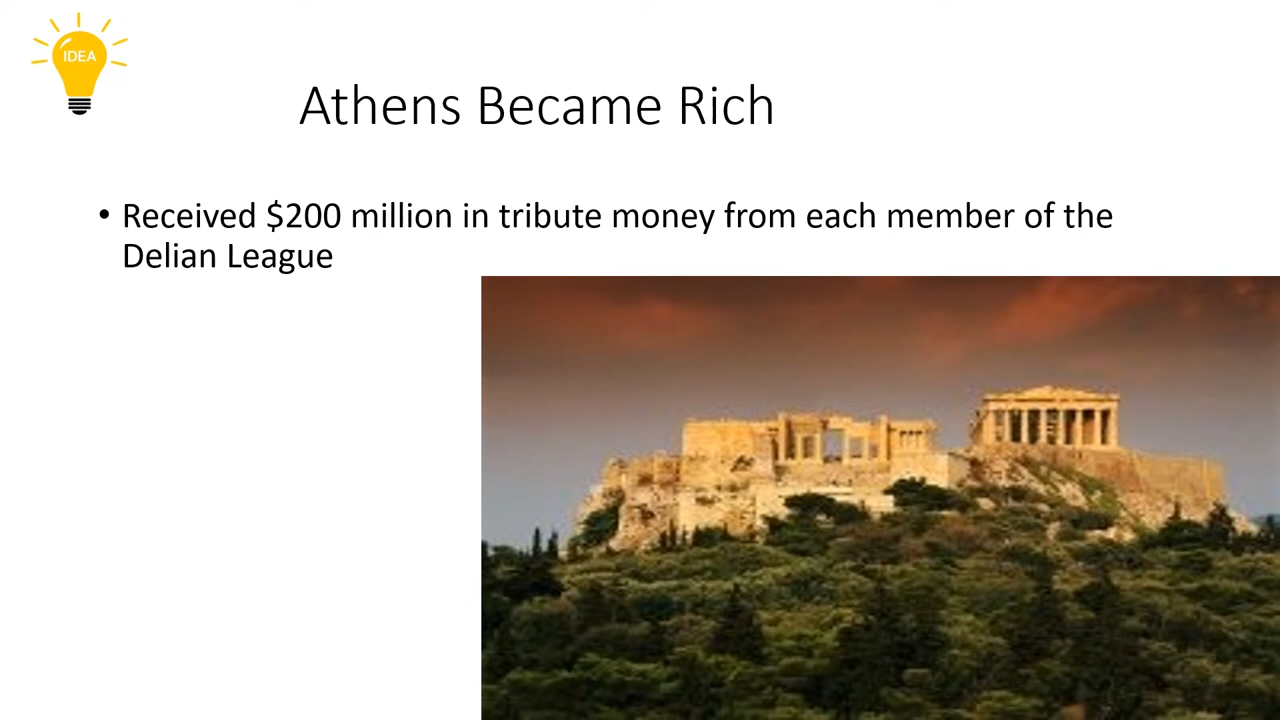 IDEA
Athens Became Rich
• Received $200 million in tribute money from each member of the
Delian League